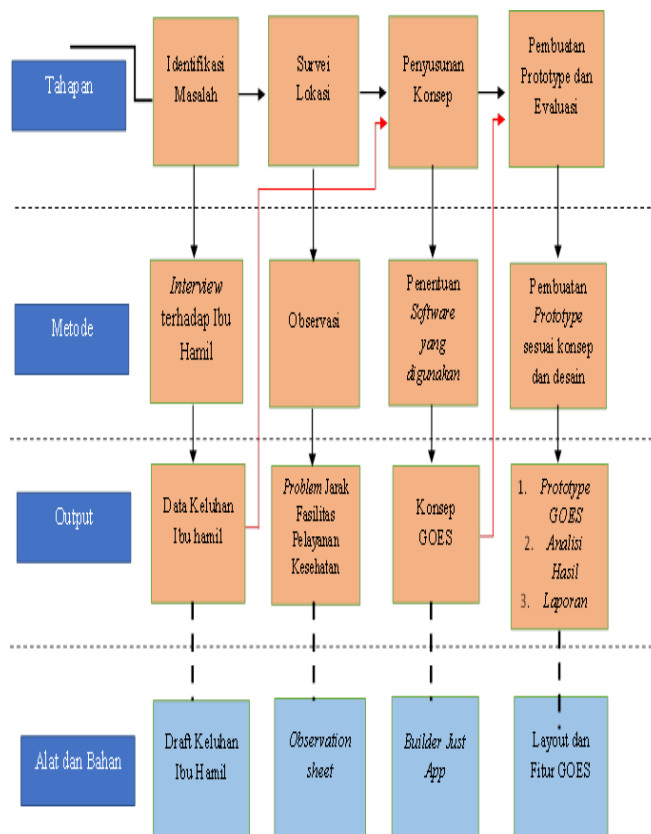 Tahapan
Identifikasi
Masalah
Survei
Lokasi
Penyusunan
Konsep
Pembuatan
Prototype dan
Evaluasi
Metode
Interview
terhadap Ibu
Hamil
Observasi
Penentuan
Software
yang
digunakan
Pembuatan
Prototype
sesuai konsep
dan desain
Output
Data Keluhan
Ibu hamil
Problem Jarak
Fasilitas
Pelayanan
Kesehatan
Konsep
GOES
1. Prototype
GOES
2. Analisi
Hasil
3. Laporan
Alat dan Bahan
Draft Keluhan
Ibu Hamil
Observation
sheet
Builder Just
App
Layout dan
Fitur GOES